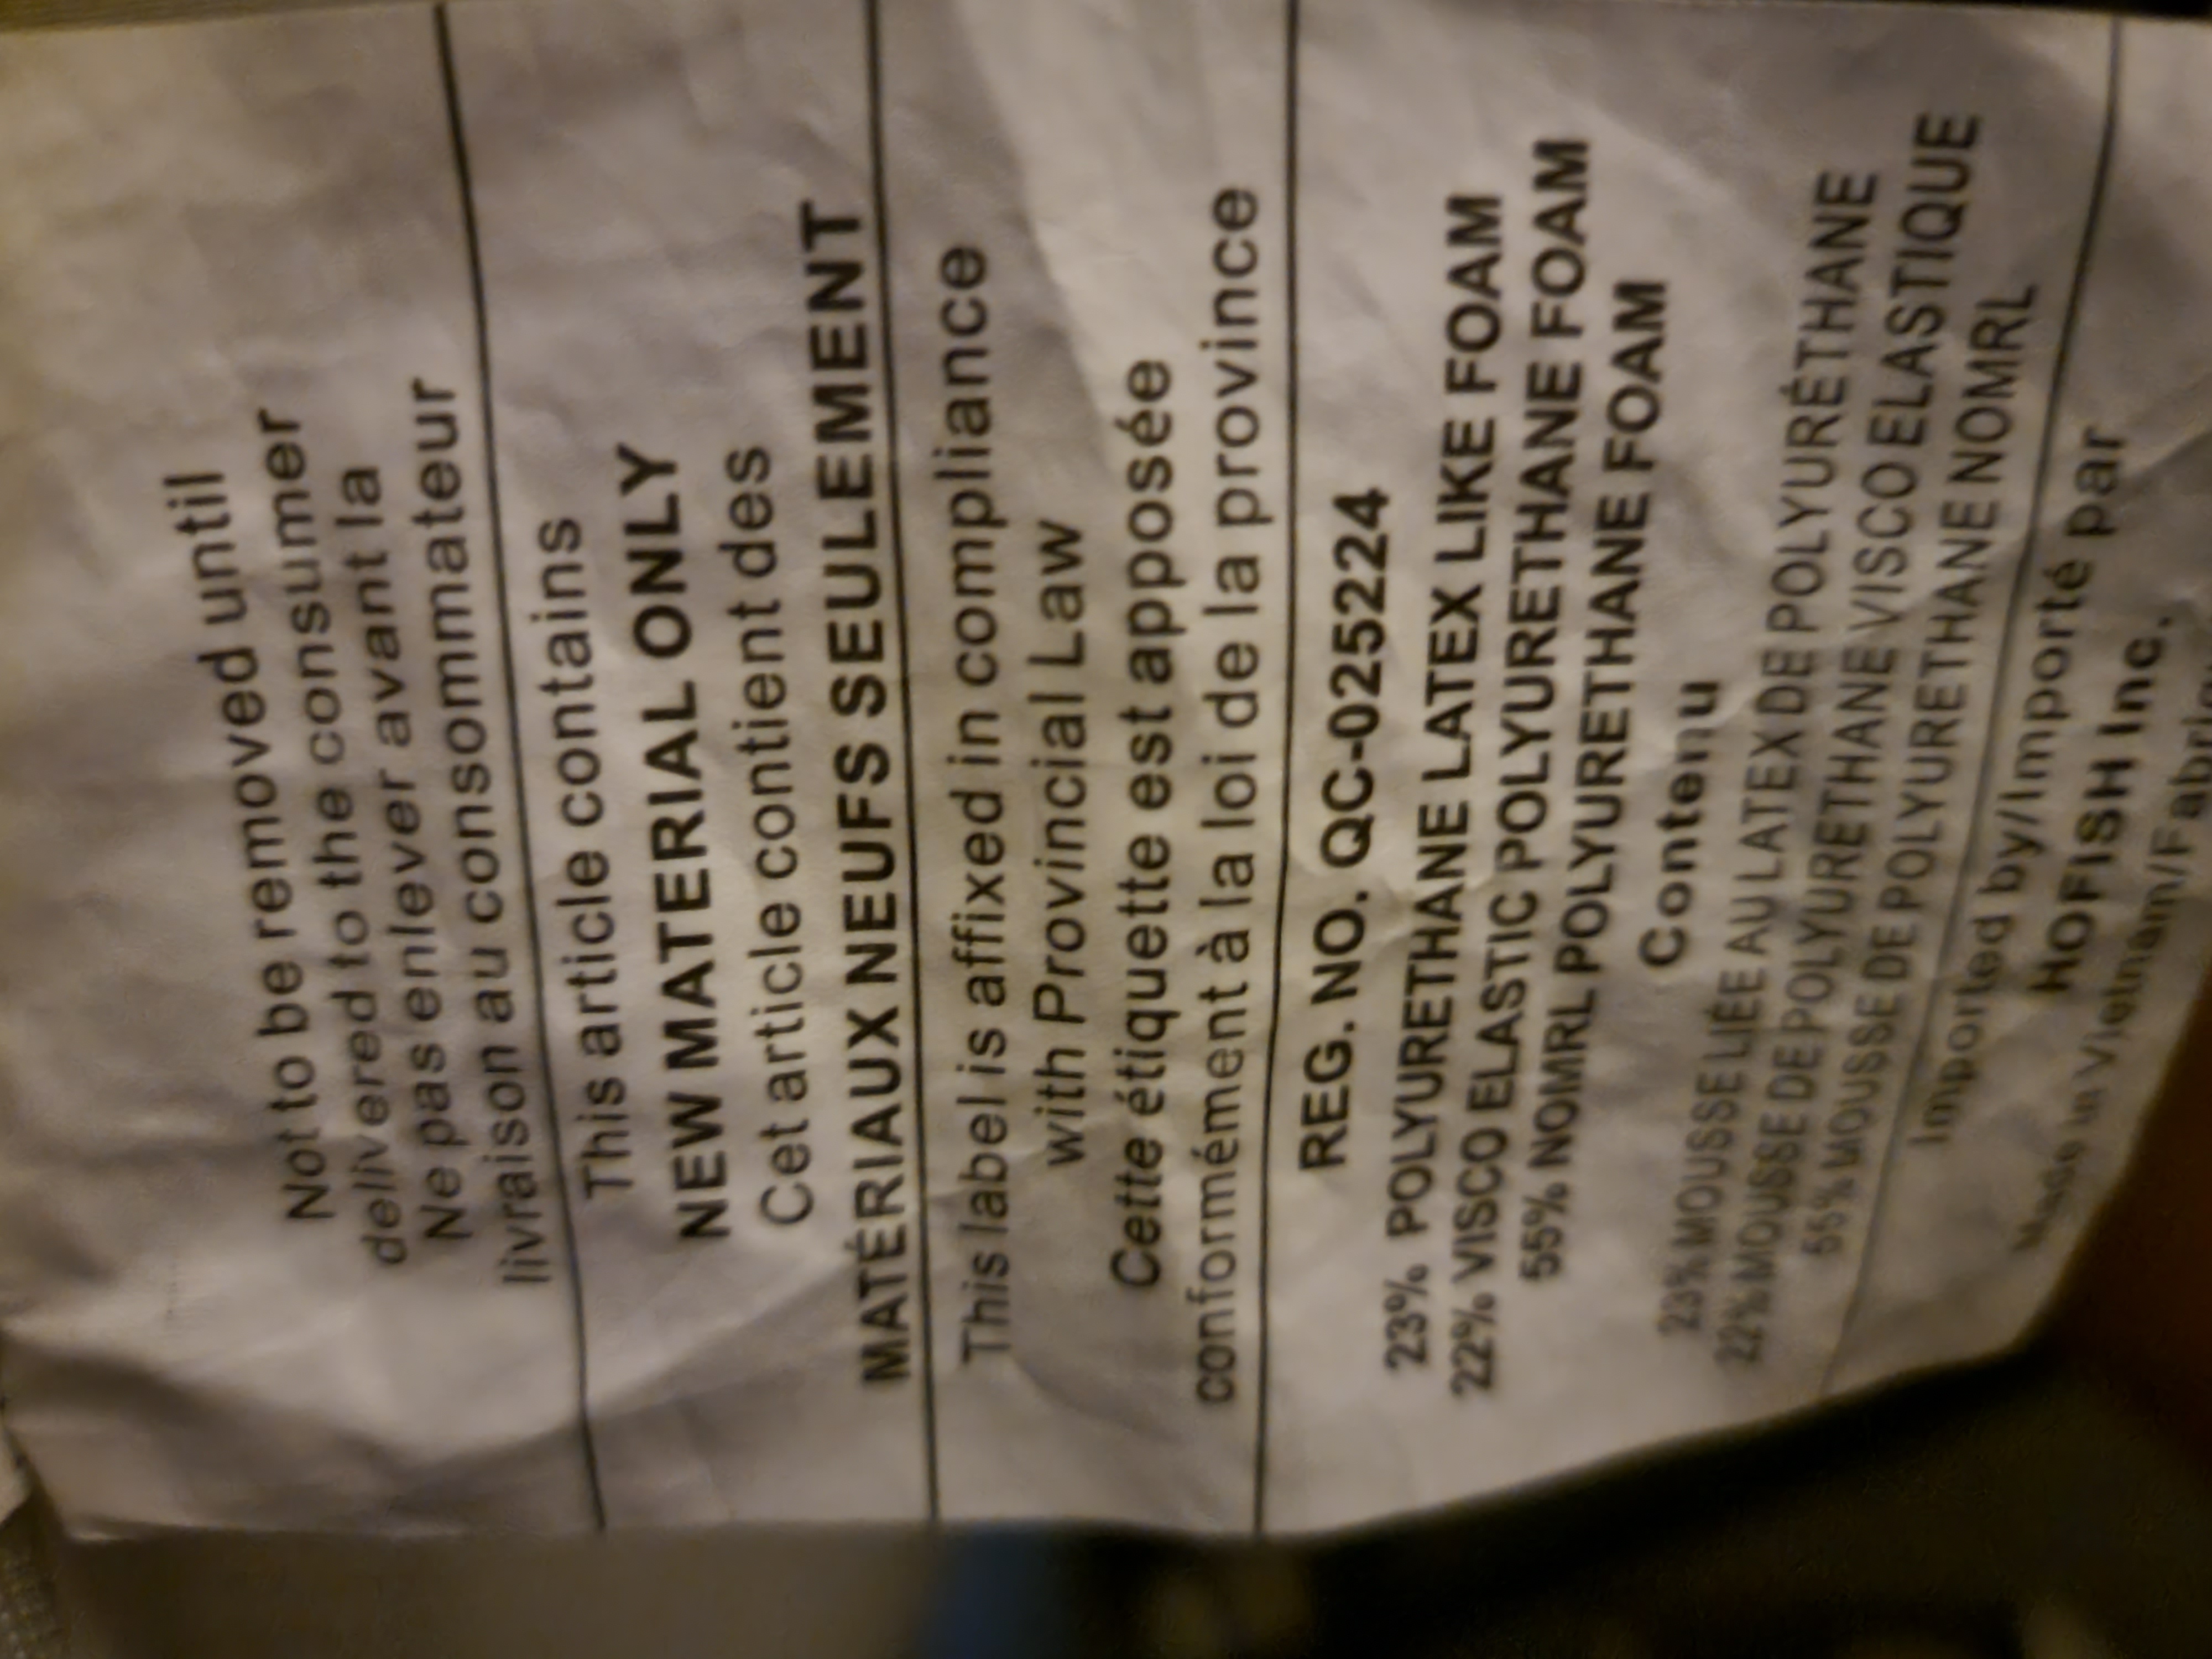 Not to be removed until
delivered to the consumer
Ne pas enlever avant la
livraison au consommateur
This article contains
NEW MATERIAL ONLY
Cet article contient des
MATÉRIAUX NEUFS SEULEMENT
This label is affixed in compliance
with Provincial Law
Cette étiquette est apposée
conformément à la loi de la province
REG. NO. QC-025224
23% POLYURETHANE LATEX LIKE FOAM
22% VISCO ELASTIC POLYURETHANE FOAM
55% NOMRL POLYURETHANE FOAM
Contenu
23% MOUSSE LIÉE AU LATEX DE POLYURÉTHANE
22% MOUSSE DE POLYURETHANE VISCO ELASTIQUE
55% MOUSSE DE POLYURETHANE NOMRL
Imported by/Importé par
HOFISH Inc.
Made in Vietnam/Fabri